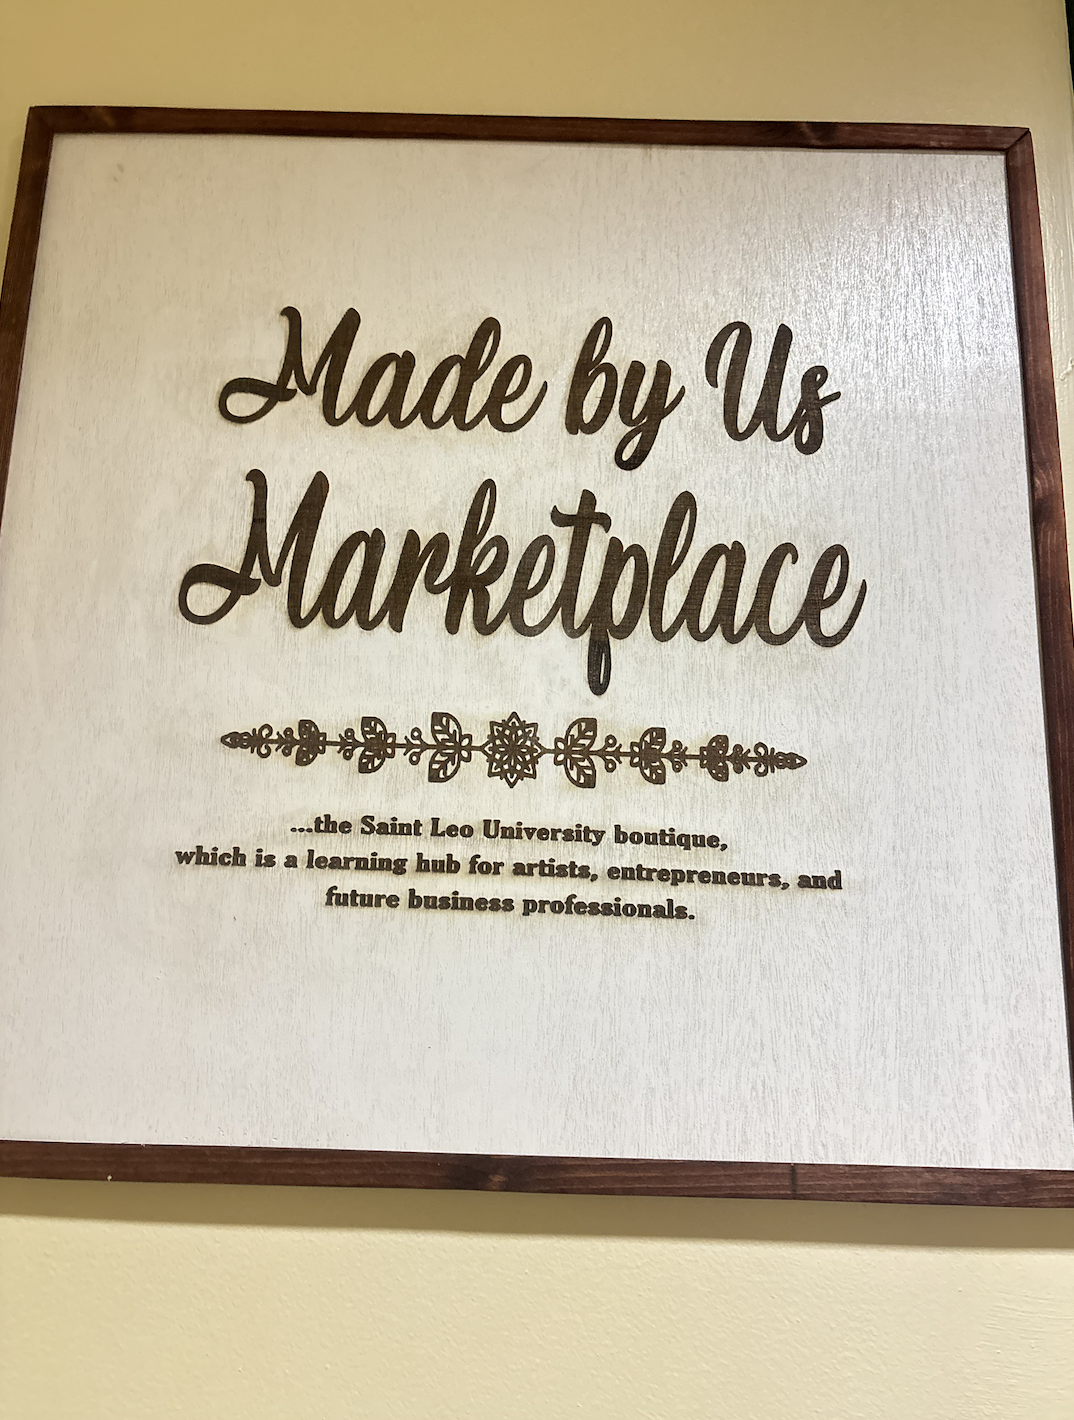 Made by Us
Marketplace
...the Saint Leo University boutique,
which is a learning hub for artists, entrepreneurs, and
future business professionals.